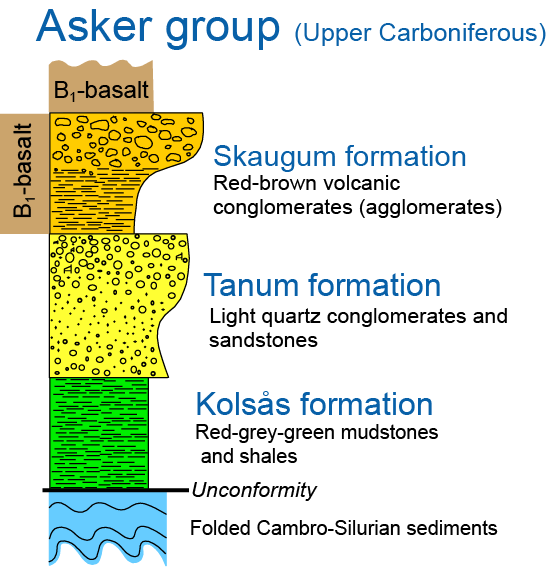 Asker group (Upper Carboniferous)
B1-basalt
B1-basalt
Skaugum formation
Red-brown volcanic
conglomerates (agglomerates)
Tanum formation
Light quartz conglomerates and
sandstones
Kolsås formation
Red-grey-green mudstones
and shales
Unconformity
Folded Cambro-Silurian sediments